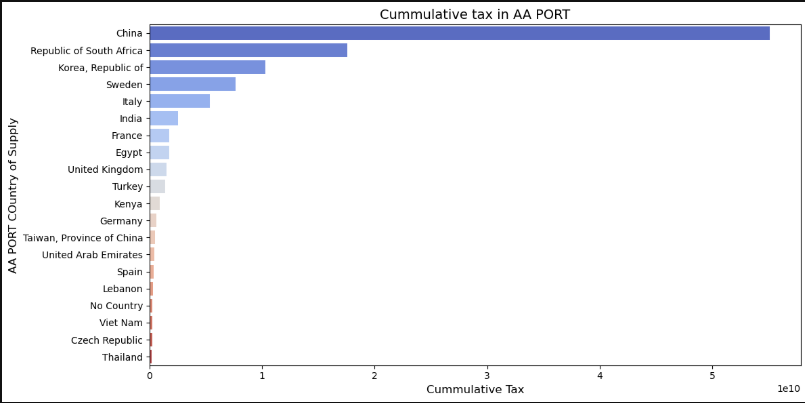 Cummulative tax in AA PORT
AA PORT COuntry of Supply
China
Republic of South Africa
Korea, Republic of
Sweden
Italy
India
France
Egypt
United Kingdom
Turkey
Kenya
Germany
Taiwan, Province of China
United Arab Emirates
Spain
Lebanon
No Country
Viet Nam
Czech Republic
Thailand
0 1 2 3 4 5
1e10
Cummulative Tax